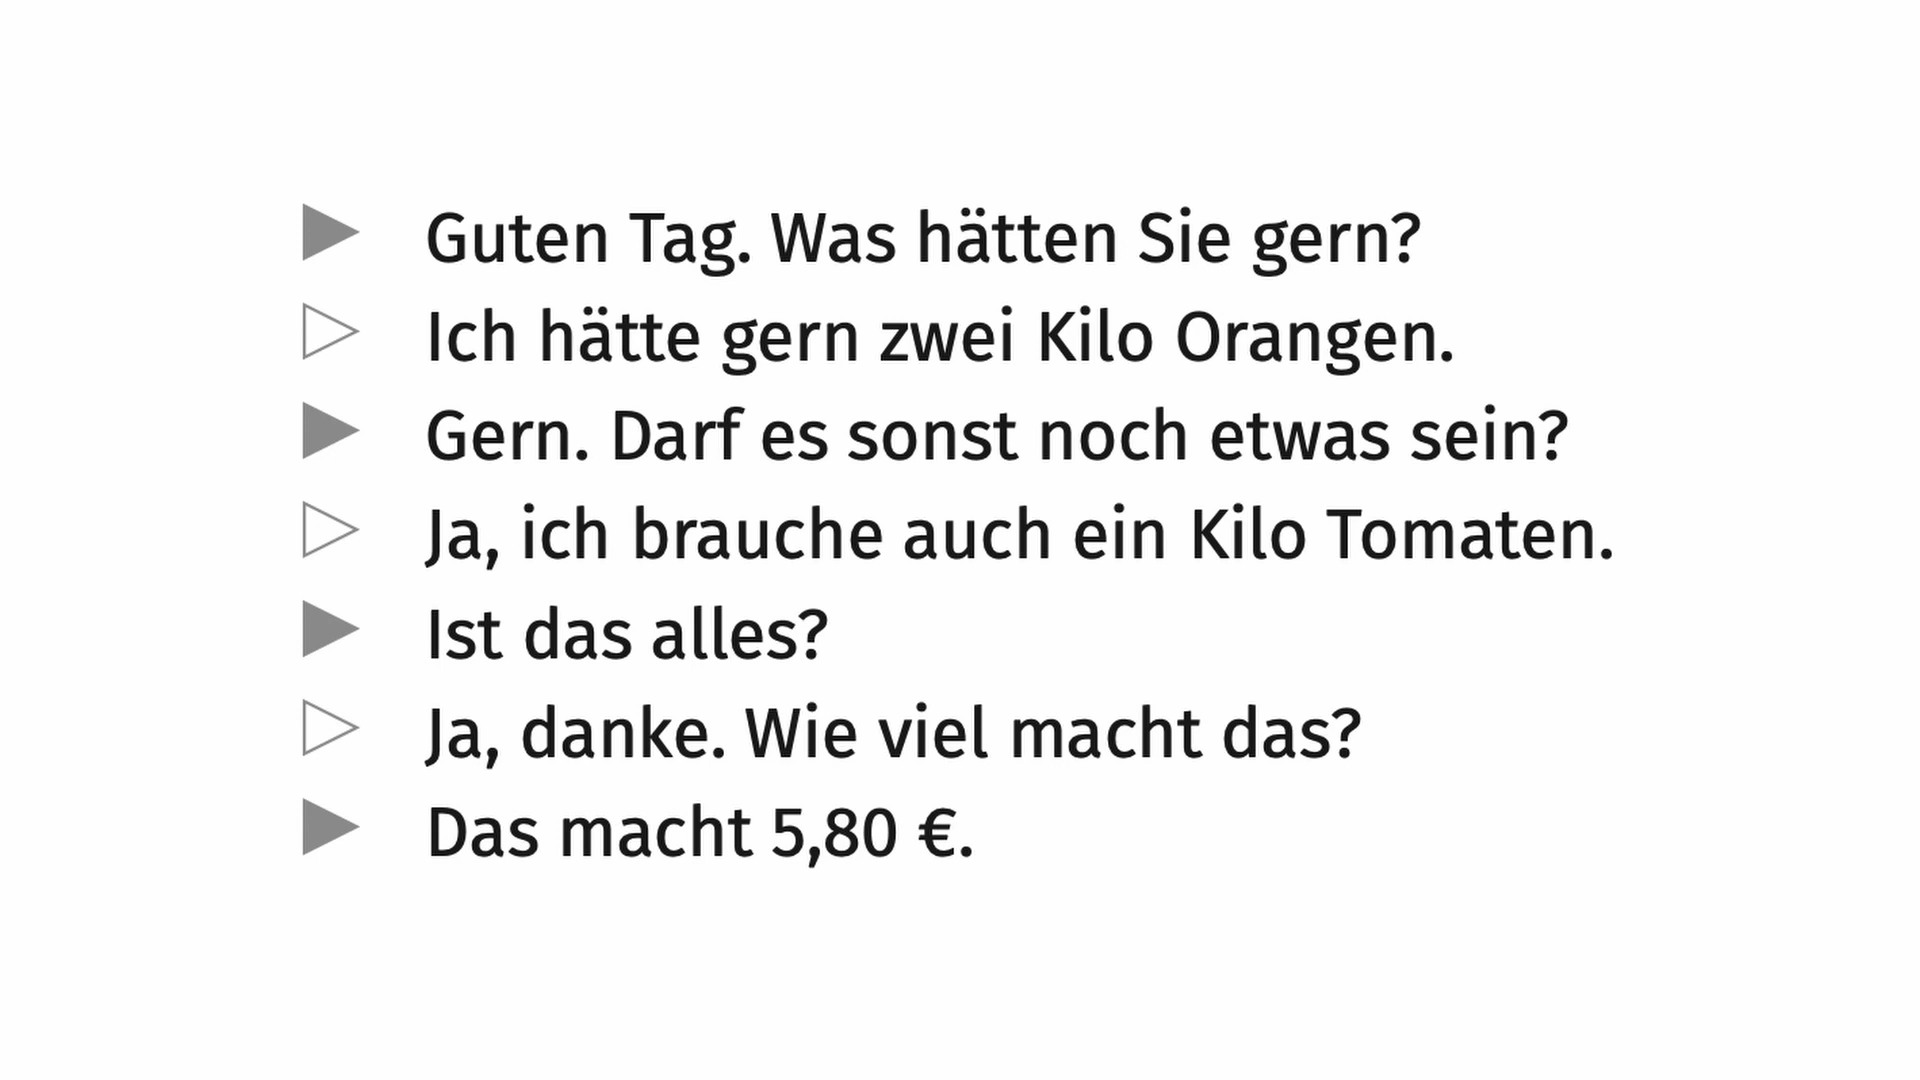 Guten Tag. Was hätten Sie gern?
Ich hätte gern zwei Kilo Orangen.
Gern. Darf es sonst noch etwas sein?
Ja, ich brauche auch ein Kilo Tomaten.
Ist das alles?
Ja, danke. Wie viel macht das?
Das macht 5,80 €.